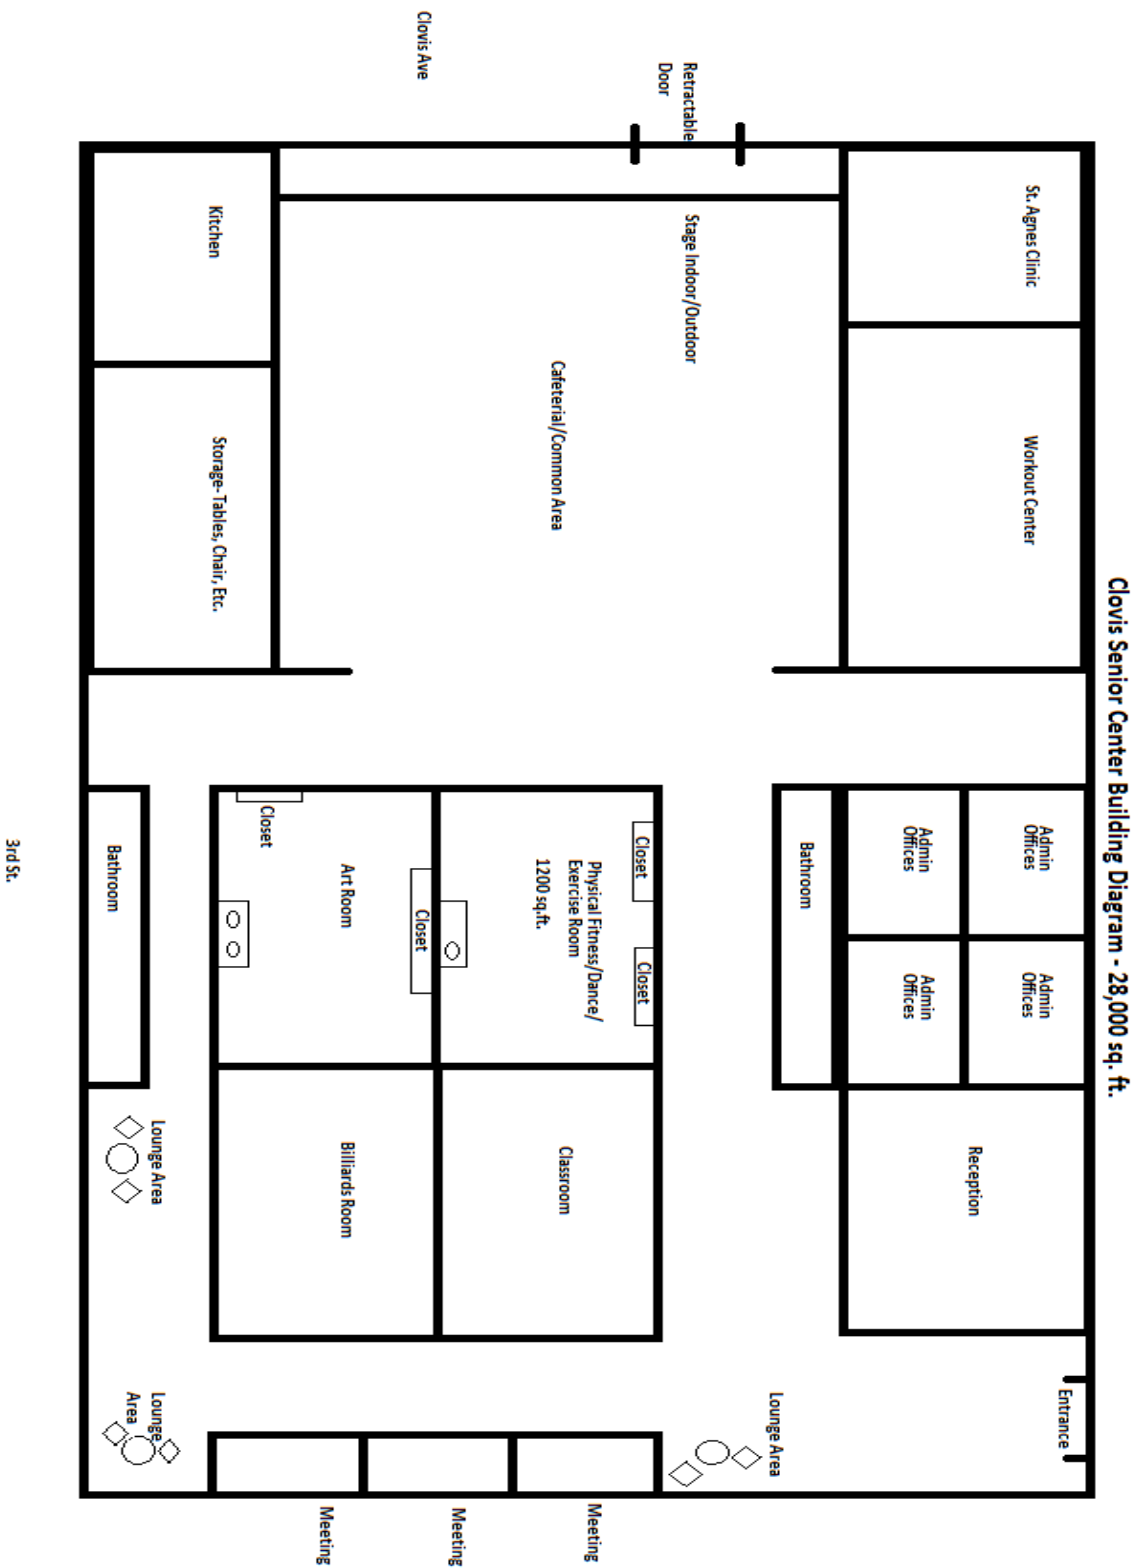 Clovis Senior Center Building Diagram - 28,000 sq. ft.
St. Agnes Clinic
Workout Center
Admin
Offices
Admin
Offices
Admin
Offices
Admin
Offices
Reception
Entrance
Bathroom
Lounge Area
Retractable
Door
Stage Indoor/Outdoor
Cafeterial/Common Area
Closet
Closet
Physical Fitness/Dance/
Exercise Room
1200 sq.ft.
Classroom
Meeting
Clovis Ave
Closet
Art Room
Closet
Billiards Room
Meeting
Meeting
Kitchen
Storage- Tables, Chair, Etc.
Bathroom
Lounge Area
Lounge
Area
3rd St.